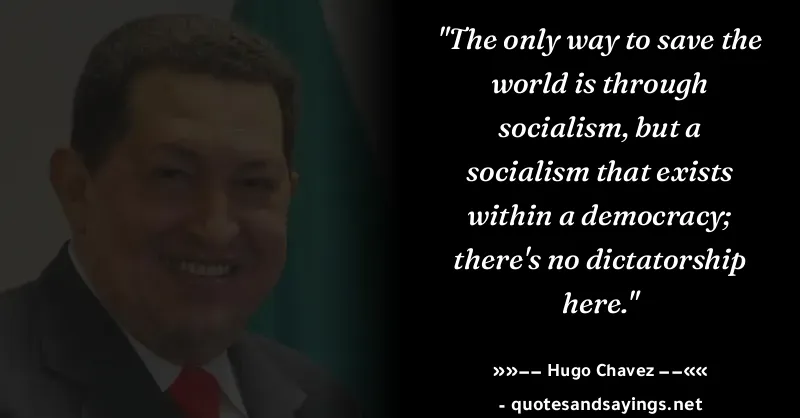 "The only way to save the
world is through
socialism, but a
socialism that exists
within a democracy;
there's no dictatorship
here."
»»−− Hugo Chavez −−««
- quotesandsayings.net